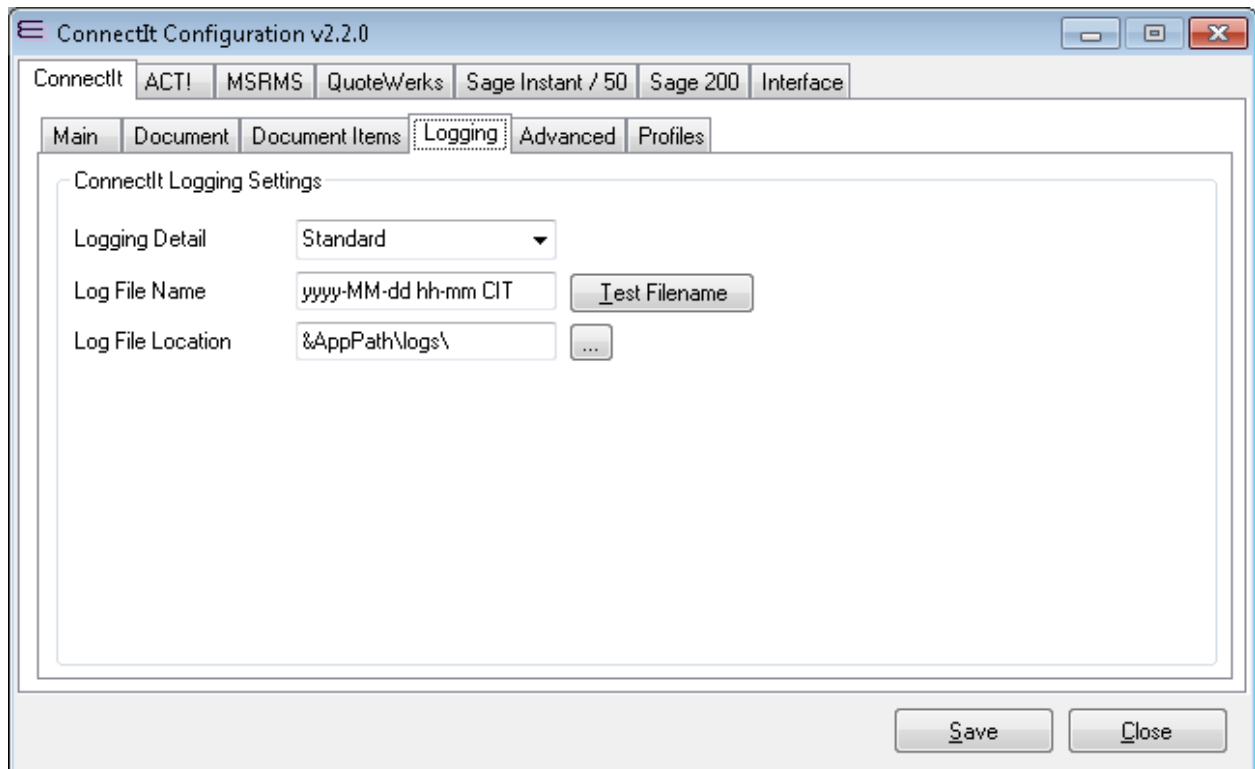 ConnectIt Configuration v2.2.0
ConnectIt ACT! MSRMS QuoteWerks Sage Instant / 50 Sage 200 Interface
Main Document Document Items Logging Advanced Profiles
ConnectIt Logging Settings
Logging Detail Standard
Log File Name yyyy-MM-dd hh-mm CIT Test Filename
Log File Location &AppPath\logs\ ...
Save Close